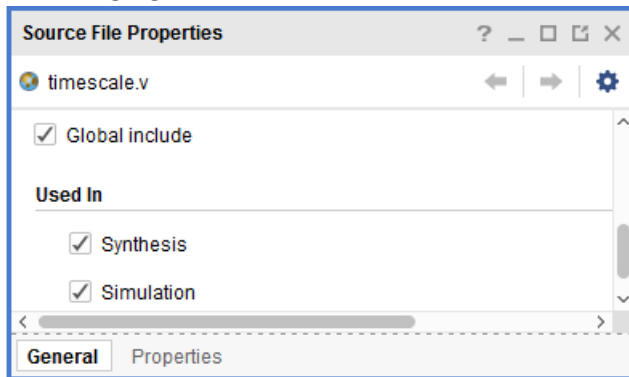 Source File Properties
timescale.v
Global include
Used In
Synthesis
Simulation
General Properties